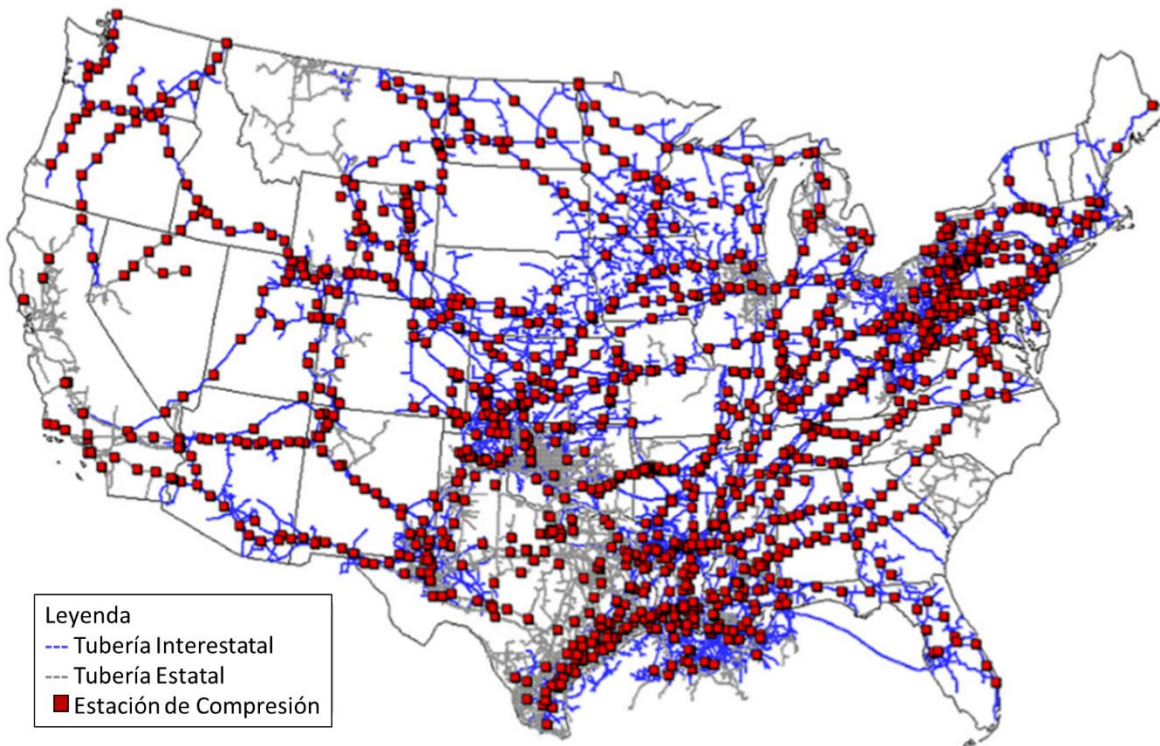 Leyenda
Tubería Interestatal
Tubería Estatal
Estación de Compresión